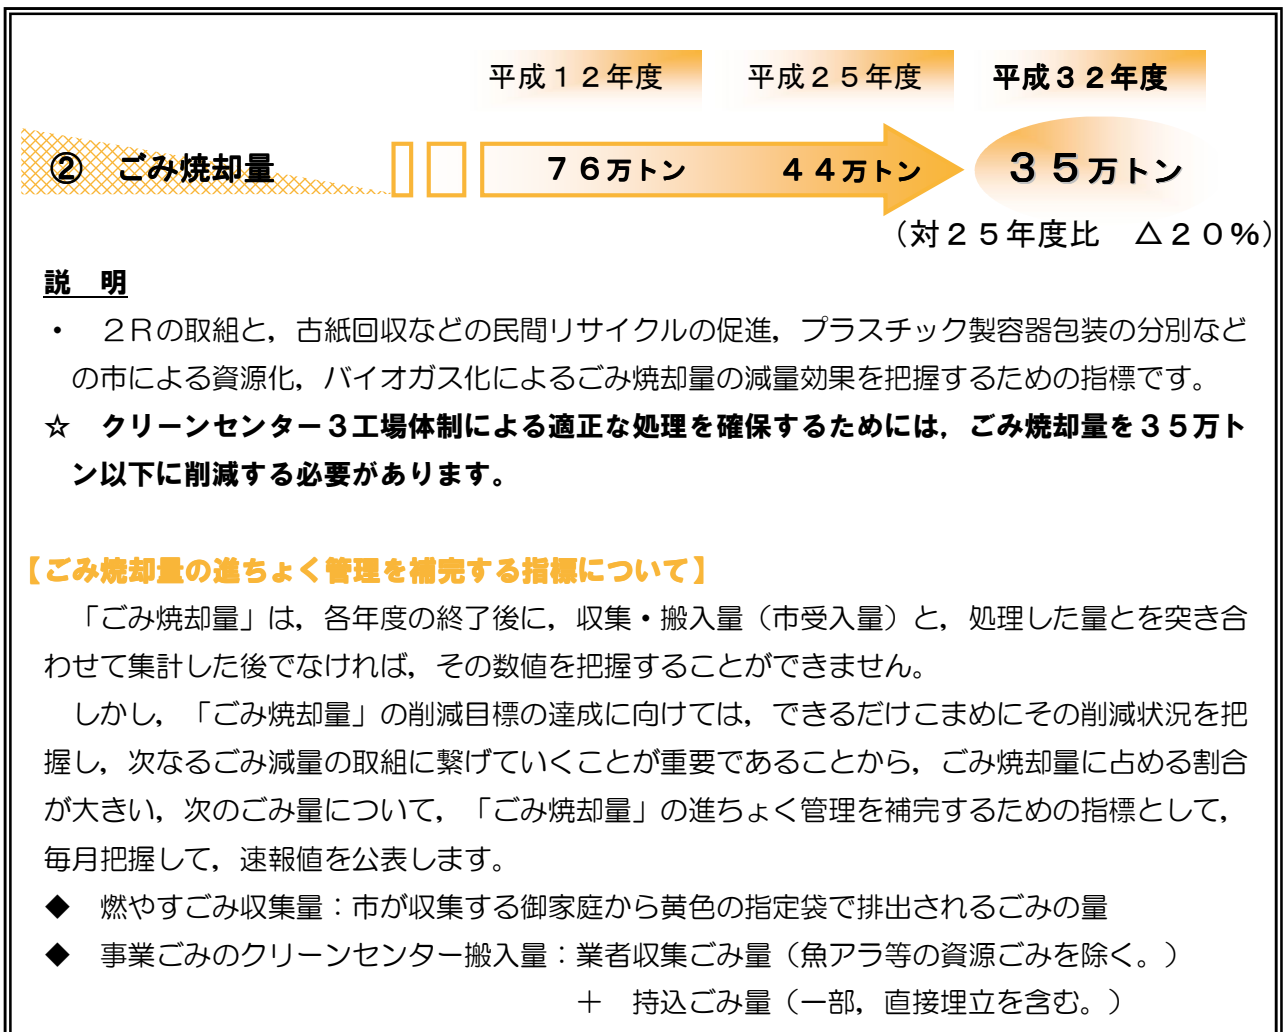 平成１２年度 平成２５年度 平成３２年度
② ごみ焼却量 ７６万トン ４４万トン ３５万トン
（対２５年度比 △２０％）
説 明
・ ２Ｒの取組と，古紙回収などの民間リサイクルの促進，プラスチック製容器包装の分別など
の市による資源化，バイオガス化によるごみ焼却量の減量効果を把握するための指標です。
☆ クリーンセンター３工場体制による適正な処理を確保するためには，ごみ焼却量を３５万ト
ン以下に削減する必要があります。
【ごみ焼却量の進ちょく管理を補完する指標について】
「ごみ焼却量」は，各年度の終了後に，収集・搬入量（市受入量）と，処理した量とを突き合
わせて集計した後でなければ，その数値を把握することができません。
しかし，「ごみ焼却量」の削減目標の達成に向けては，できるだけこまめにその削減状況を把
握し，次なるごみ減量の取組に繋げていくことが重要であることから，ごみ焼却量に占める割合
が大きい，次のごみ量について，「ごみ焼却量」の進ちょく管理を補完するための指標として，
毎月把握して，速報値を公表します。
◆ 燃やすごみ収集量：市が収集する御家庭から黄色の指定袋で排出されるごみの量
◆ 事業ごみのクリーンセンター搬入量：業者収集ごみ量（魚アラ等の資源ごみを除く。）
＋ 持込ごみ量（一部，直接埋立を含む。）